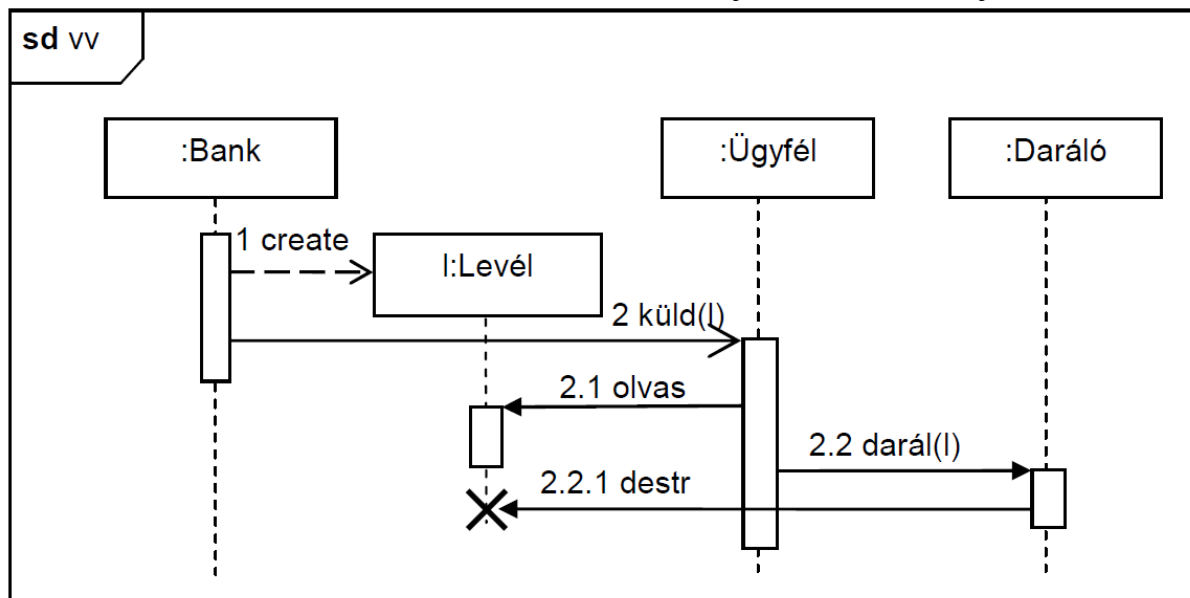 sd vv
:Bank
:Ügyfél
:Daráló
1 create
l:Levél
2 küld(l)
2.1 olvas
2.2 darál(l)
2.2.1 destr